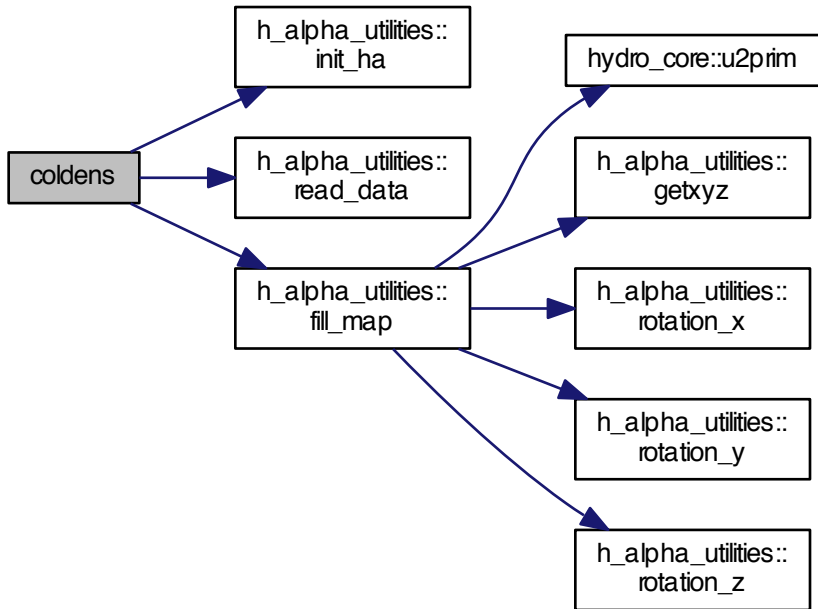 coldens
h_alpha_utilities::
init_ha
h_alpha_utilities::
read_data
h_alpha_utilities::
fill_map
hydro_core::u2prim
h_alpha_utilities::
getxyz
h_alpha_utilities::
rotation_x
h_alpha_utilities::
rotation_y
h_alpha_utilities::
rotation_z